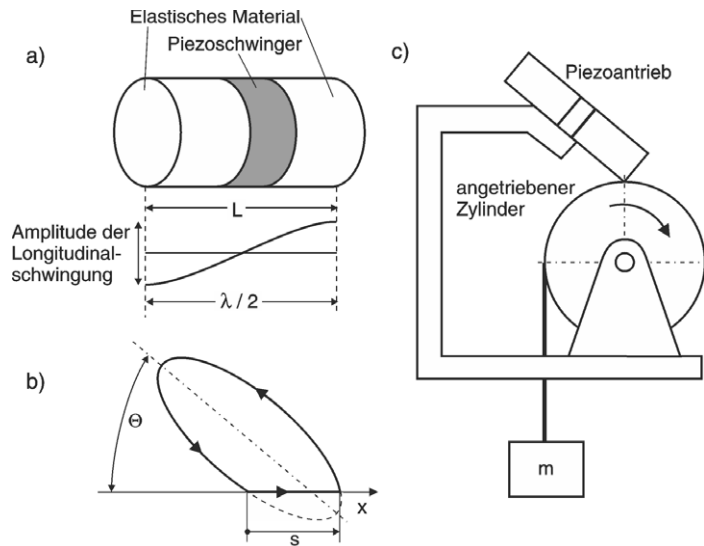 a)
Elastisches Material
Piezoschwinger
L
Amplitude der
Longitudinal-
schwingung
λ / 2
b)
Θ
x
s
c)
Piezoantrieb
angetriebener
Zylinder
m